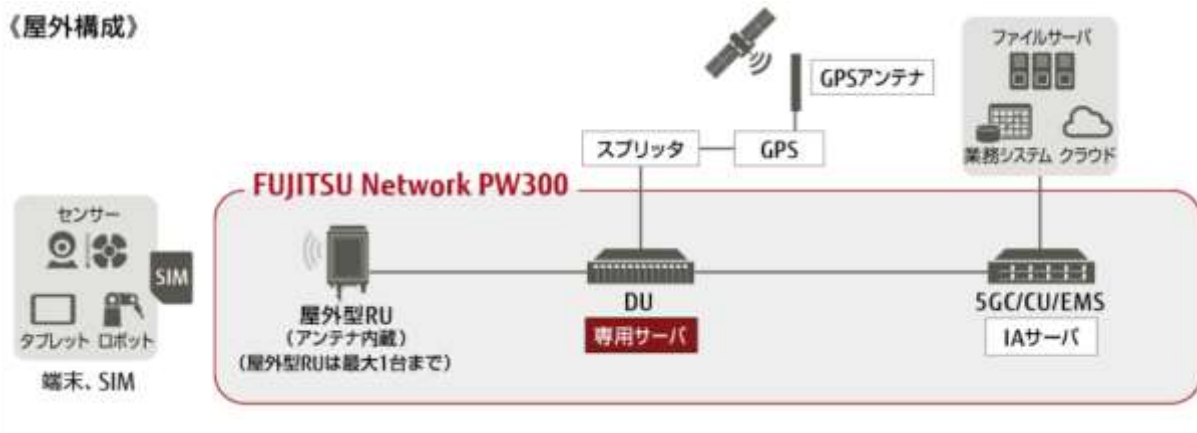 《屋外構成》
ファイルサーバ
GPSアンテナ
スプリッタ
GPS
業務システム クラウド
FUJITSU Network PW300
センサー
SIM
タブレット ロボット
端末、SIM
屋外型RU
(アンテナ内蔵)
(屋外型RUは最大1台まで)
DU
専用サーバ
5GC/CU/EMS
IAサーバ